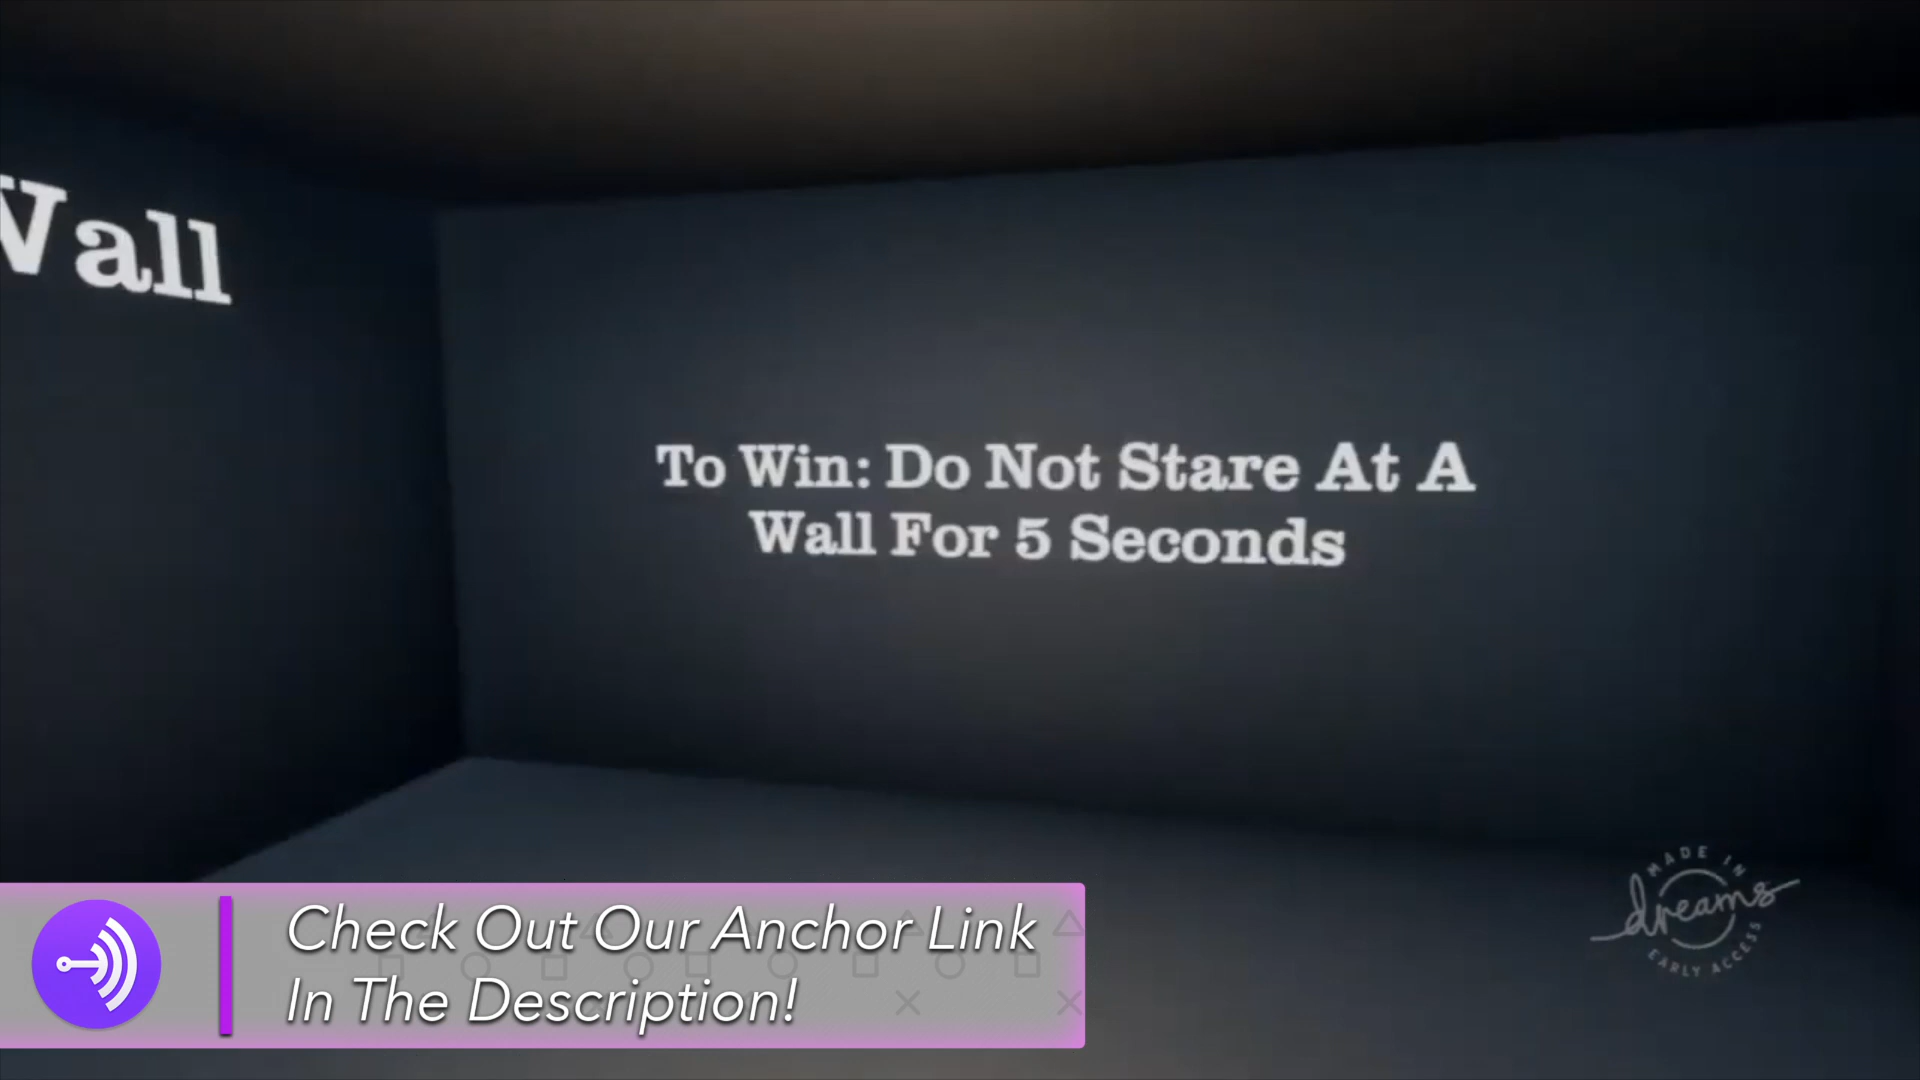 Wall
To Win: Do Not Stare At A
Wall For 5 Seconds
MADE IN
dreams
EARLY ACCESS
Check Out Our Anchor Link
In The Description!